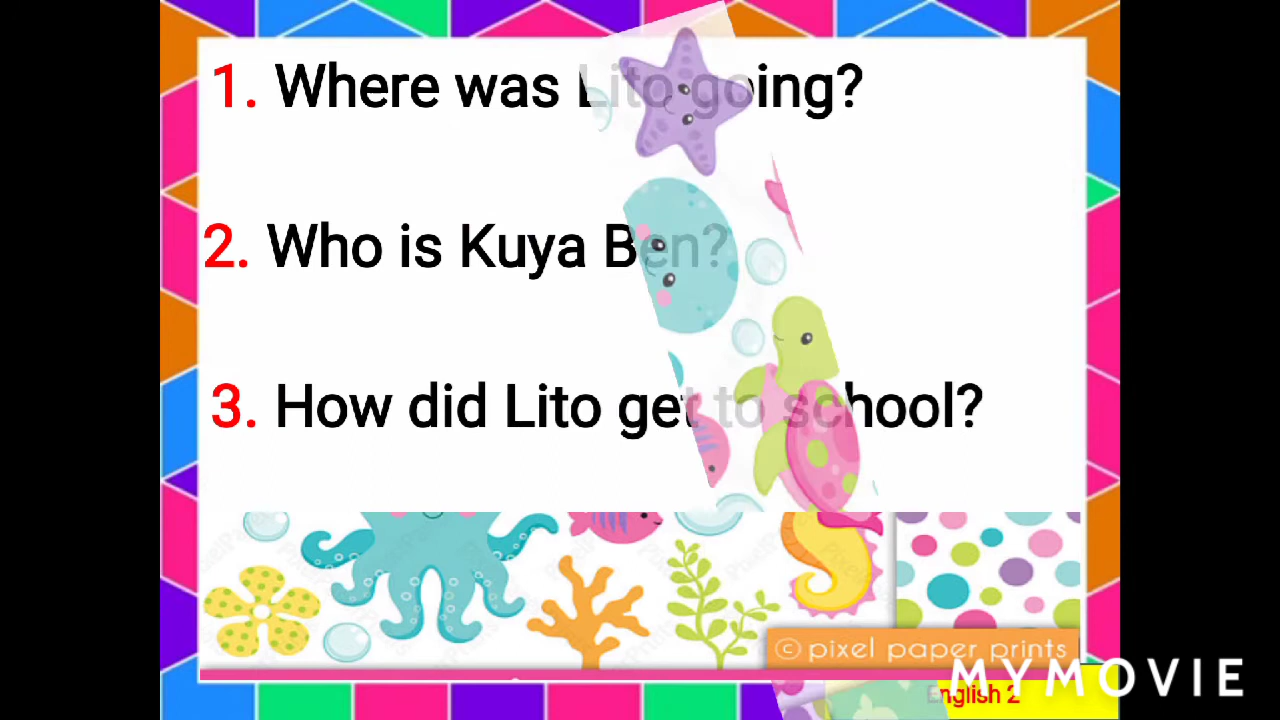 1. Where was Lito going?
2. Who is Kuya Ben?
3. How did Lito get to school?
© pixel paper prints
MYMOVIE
English 2